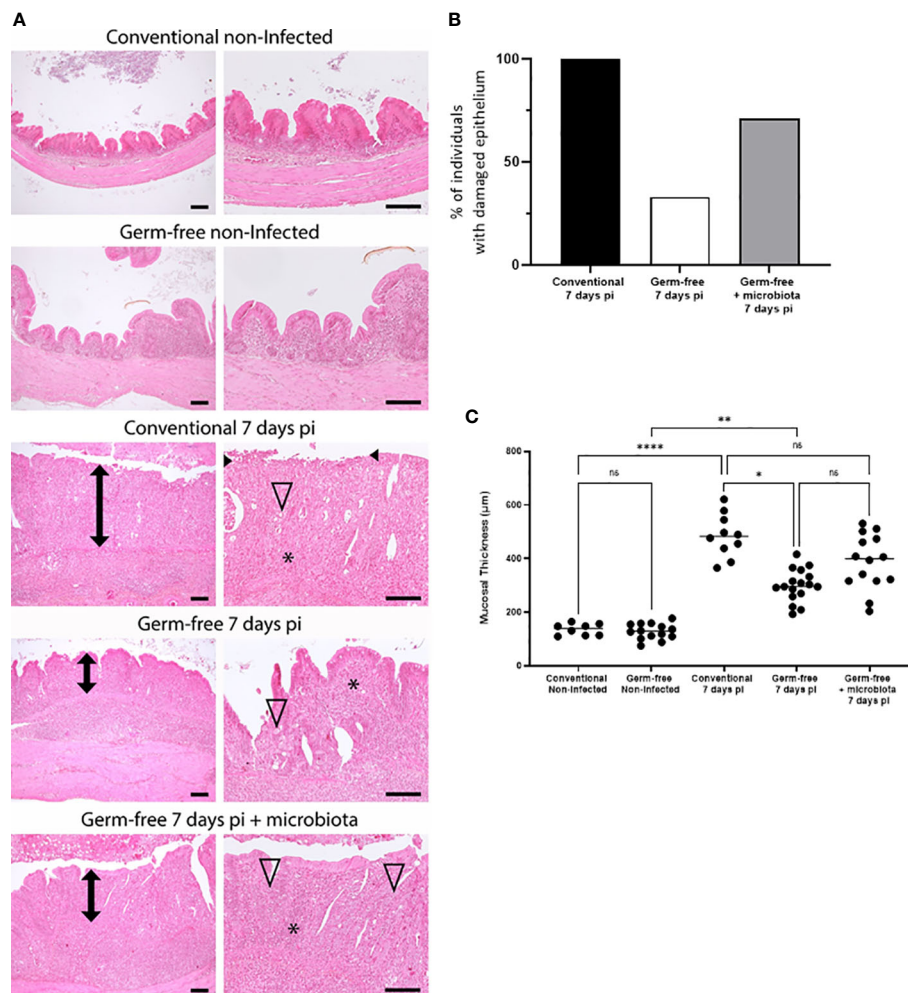 A
Conventional non-Infected
Germ-free non-Infected
Conventional 7 days pi
*
Germ-free 7 days pi
*
Germ-free 7 days pi + microbiota
*
B
% of individuals
with damaged epithelium
100
50
0
Conventional
7 days pi
Germ-free
7 days pi
Germ-free
+ microbiota
7 days pi
C
Mucosal Thickness (µm)
800
600
400
200
0
**
****
ns
ns
*
ns
Conventional
Non-Infected
Germ-free
Non-Infected
Conventional
7 days pi
Germ-free
7 days pi
Germ-free
+ microbiota
7 days pi